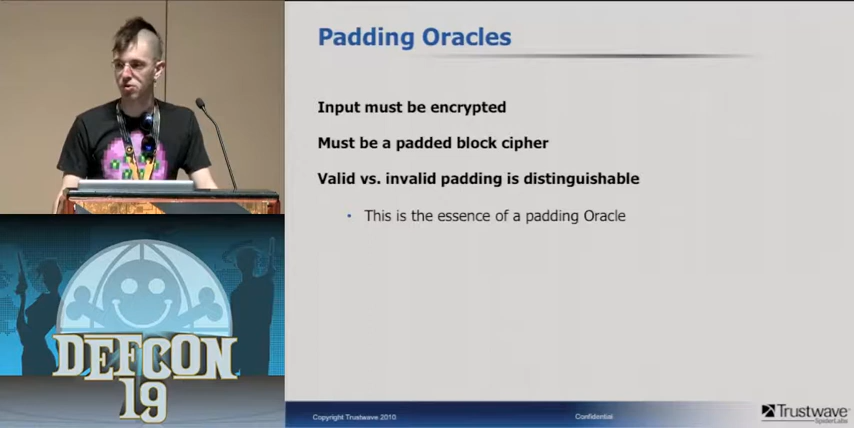 Padding Oracles
Input must be encrypted
Must be a padded block cipher
Valid vs. invalid padding is distinguishable
• This is the essence of a padding Oracle
DEFCON
19
Copyright Trustwave 2010
Confidential
Trustwave®
SpiderLabs